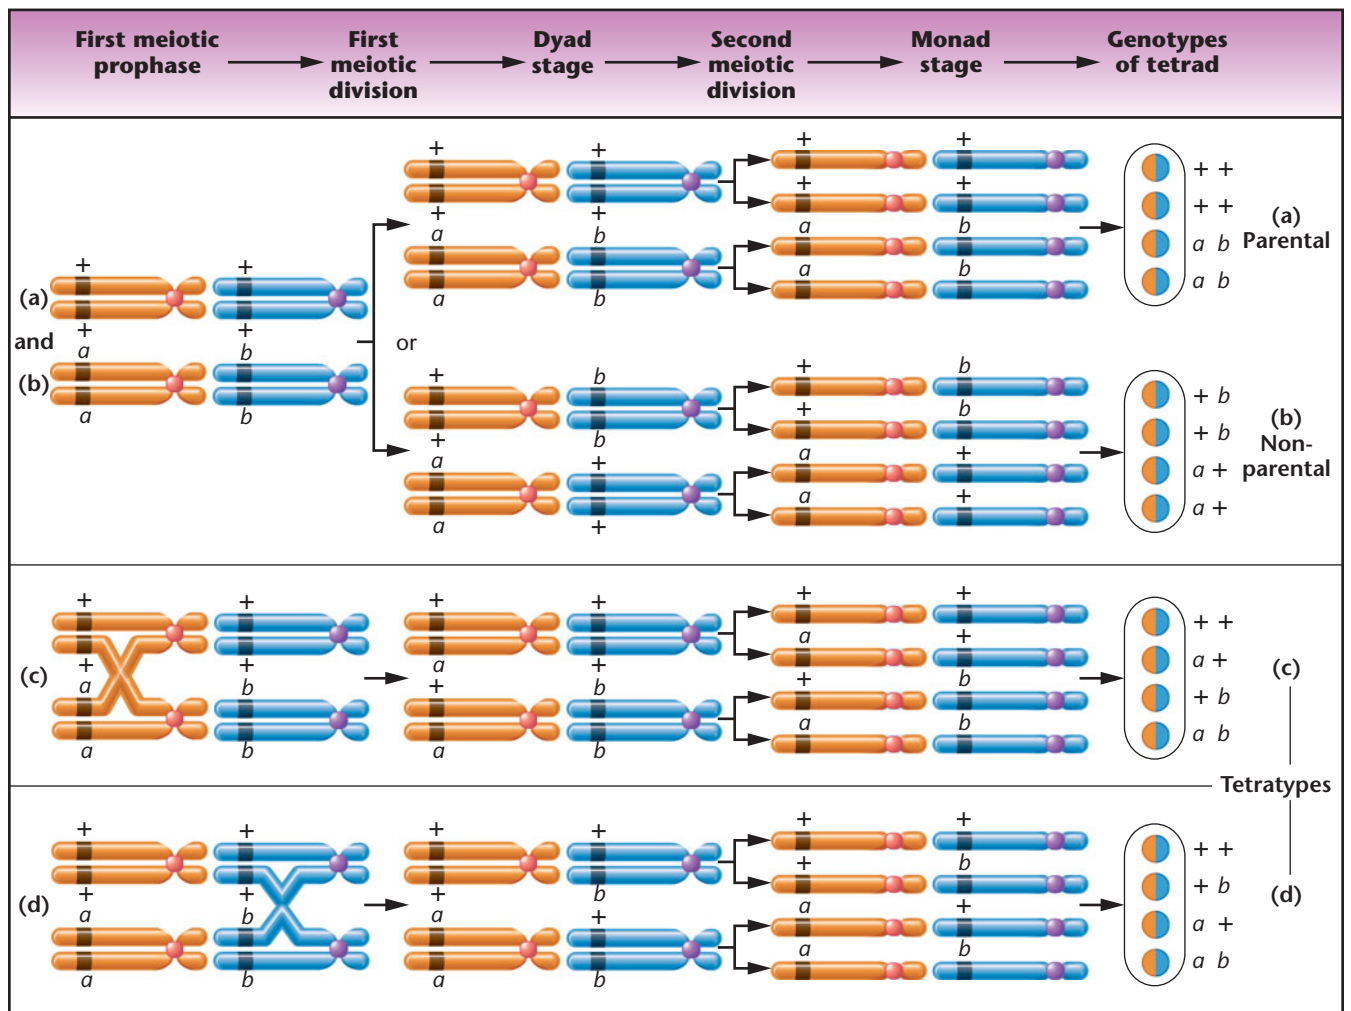 First meiotic prophase
First meiotic division
Dyad stage
Second meiotic division
Monad stage
Genotypes of tetrad
(a)
and
(b)
+
+
a
a
+
+
b
b
or
+
+
a
a
+
+
b
b
+
+
a
a
+
+
b
b
+ +
+ +
a b
a b
(a)
Parental
+
+
a
a
b
b
+
+
+
+
a
a
b
b
+
+
+ b
+ b
a +
a +
(b)
Non-
parental
(c)
+
+
a
a
+
+
b
b
+
a
+
a
+
+
b
b
+
a
+
a
+
+
b
b
+ +
a +
+ b
a b
(c)
Tetratypes
(d)
+
+
a
a
+
+
b
b
+
+
a
a
+
b
+
b
+
+
a
a
+
b
+
b
+ +
+ b
a +
a b
(d)